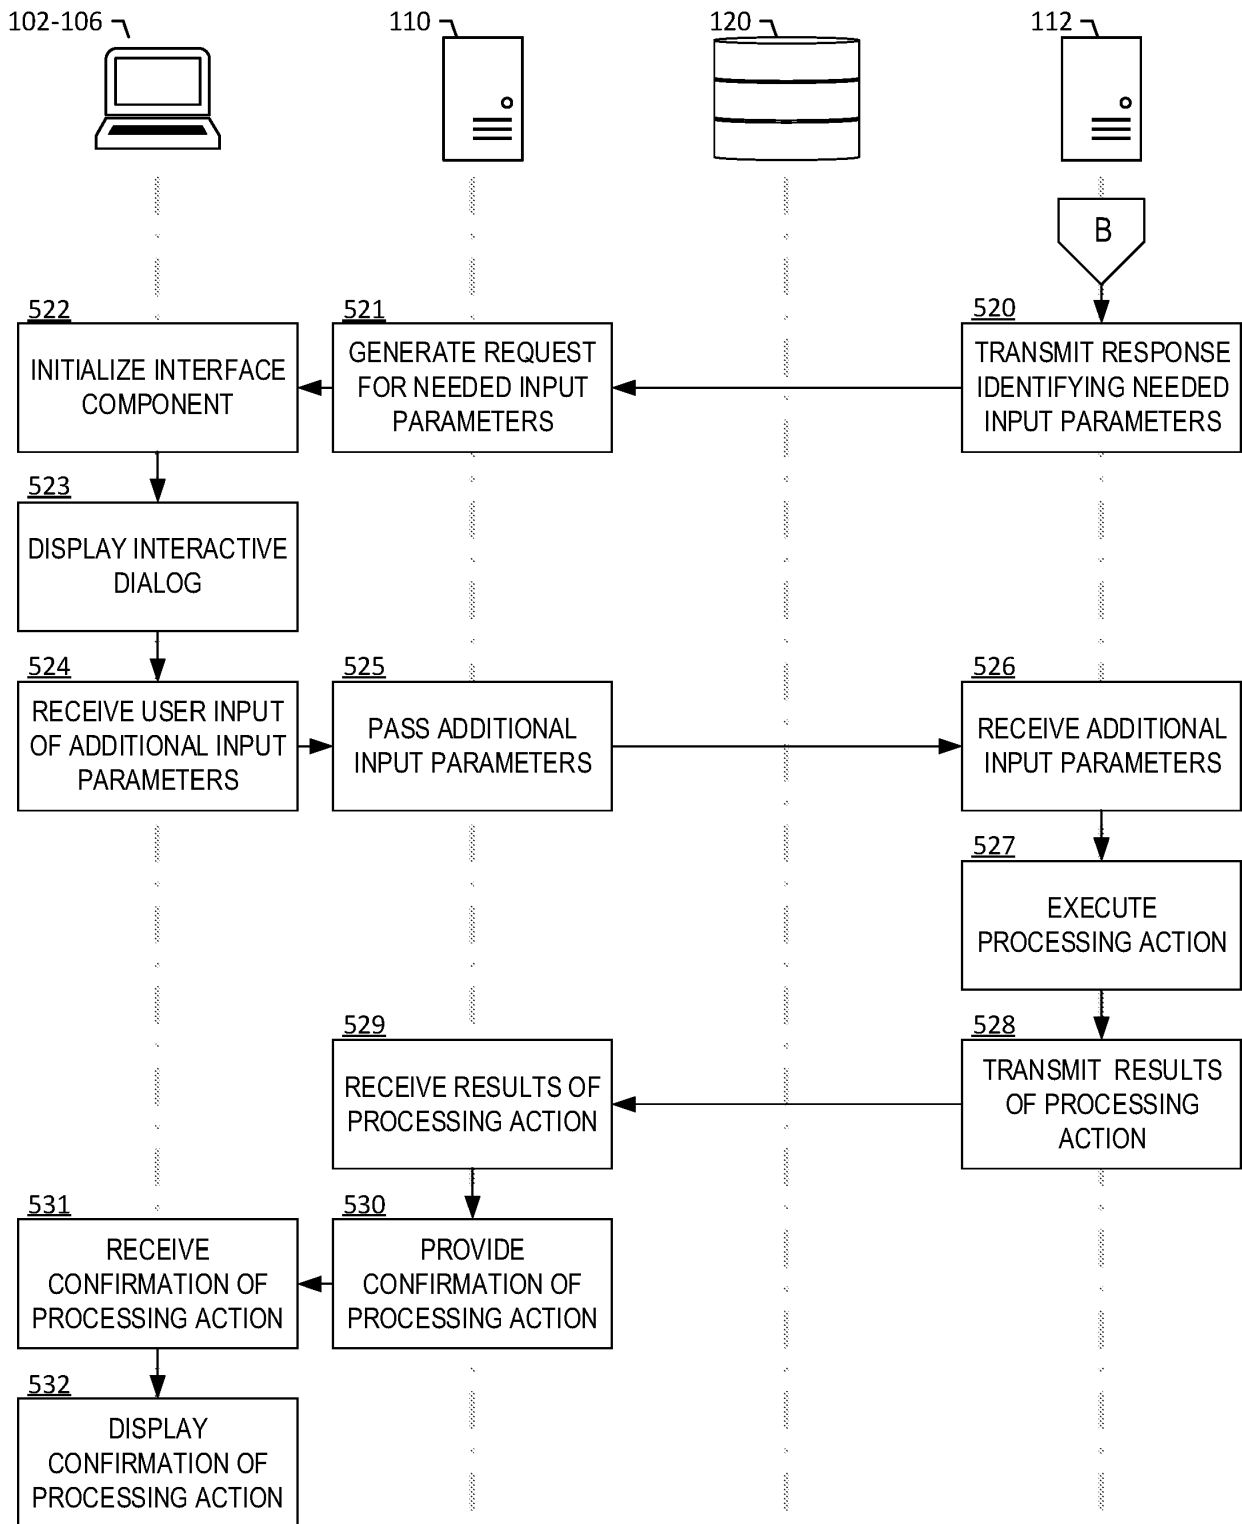 102-106
110
120
112
B
522
521
520
INITIALIZE INTERFACE
COMPONENT
GENERATE REQUEST
FOR NEEDED INPUT
PARAMETERS
TRANSMIT RESPONSE
IDENTIFYING NEEDED
INPUT PARAMETERS
523
DISPLAY INTERACTIVE
DIALOG
524
525
526
RECEIVE USER INPUT
OF ADDITIONAL INPUT
PARAMETERS
PASS ADDITIONAL
INPUT PARAMETERS
RECEIVE ADDITIONAL
INPUT PARAMETERS
527
EXECUTE
PROCESSING ACTION
529
528
RECEIVE RESULTS OF
PROCESSING ACTION
TRANSMIT RESULTS
OF PROCESSING
ACTION
531
530
RECEIVE
CONFIRMATION OF
PROCESSING ACTION
PROVIDE
CONFIRMATION OF
PROCESSING ACTION
532
DISPLAY
CONFIRMATION OF
PROCESSING ACTION